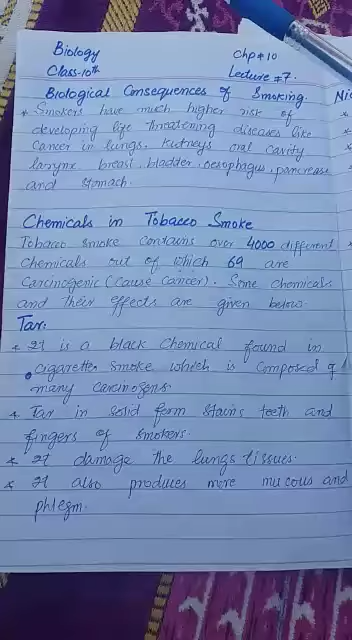 Biology
Chp # 10
Class-10th
Lecture # 7.
Biological Consequences of Smoking.
* Smokers have much higher risk of
developing life threatening diseases like
Cancer in lungs. Kidneys oral cavity
larynx breast. bladder. oesophagus. pancreas
and stomach.
Chemicals in Tobacco Smoke
Tobacco smoke contains over 4000 different
chemicals out of which 69 are
Carcinogenic (cause cancer). Some chemicals
and their effects are given below.
Tar:
* It is a black chemical found in
cigarette smoke which is composed of
many carcinogens.
* Tar in solid form stains teeth and
fingers of smokers.
* It damage the lungs tissues.
* It also produces more mucous and
phlegm.